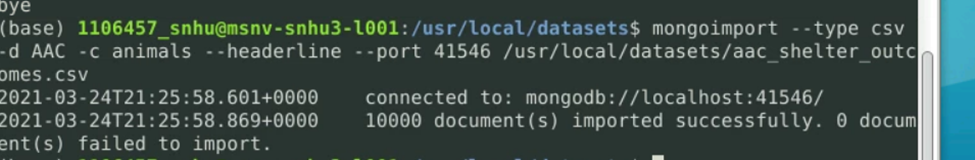 bye
(base) 1106457_snhu@msnv-snhu3-l001:/usr/local/datasets$ mongoimport --type csv
-d AAC -c animals --headerline --port 41546 /usr/local/datasets/aac_shelter_outc
omes.csv
2021-03-24T21:25:58.601+0000    connected to: mongodb://localhost:41546/
2021-03-24T21:25:58.869+0000    10000 document(s) imported successfully. 0 docum
ent(s) failed to import.